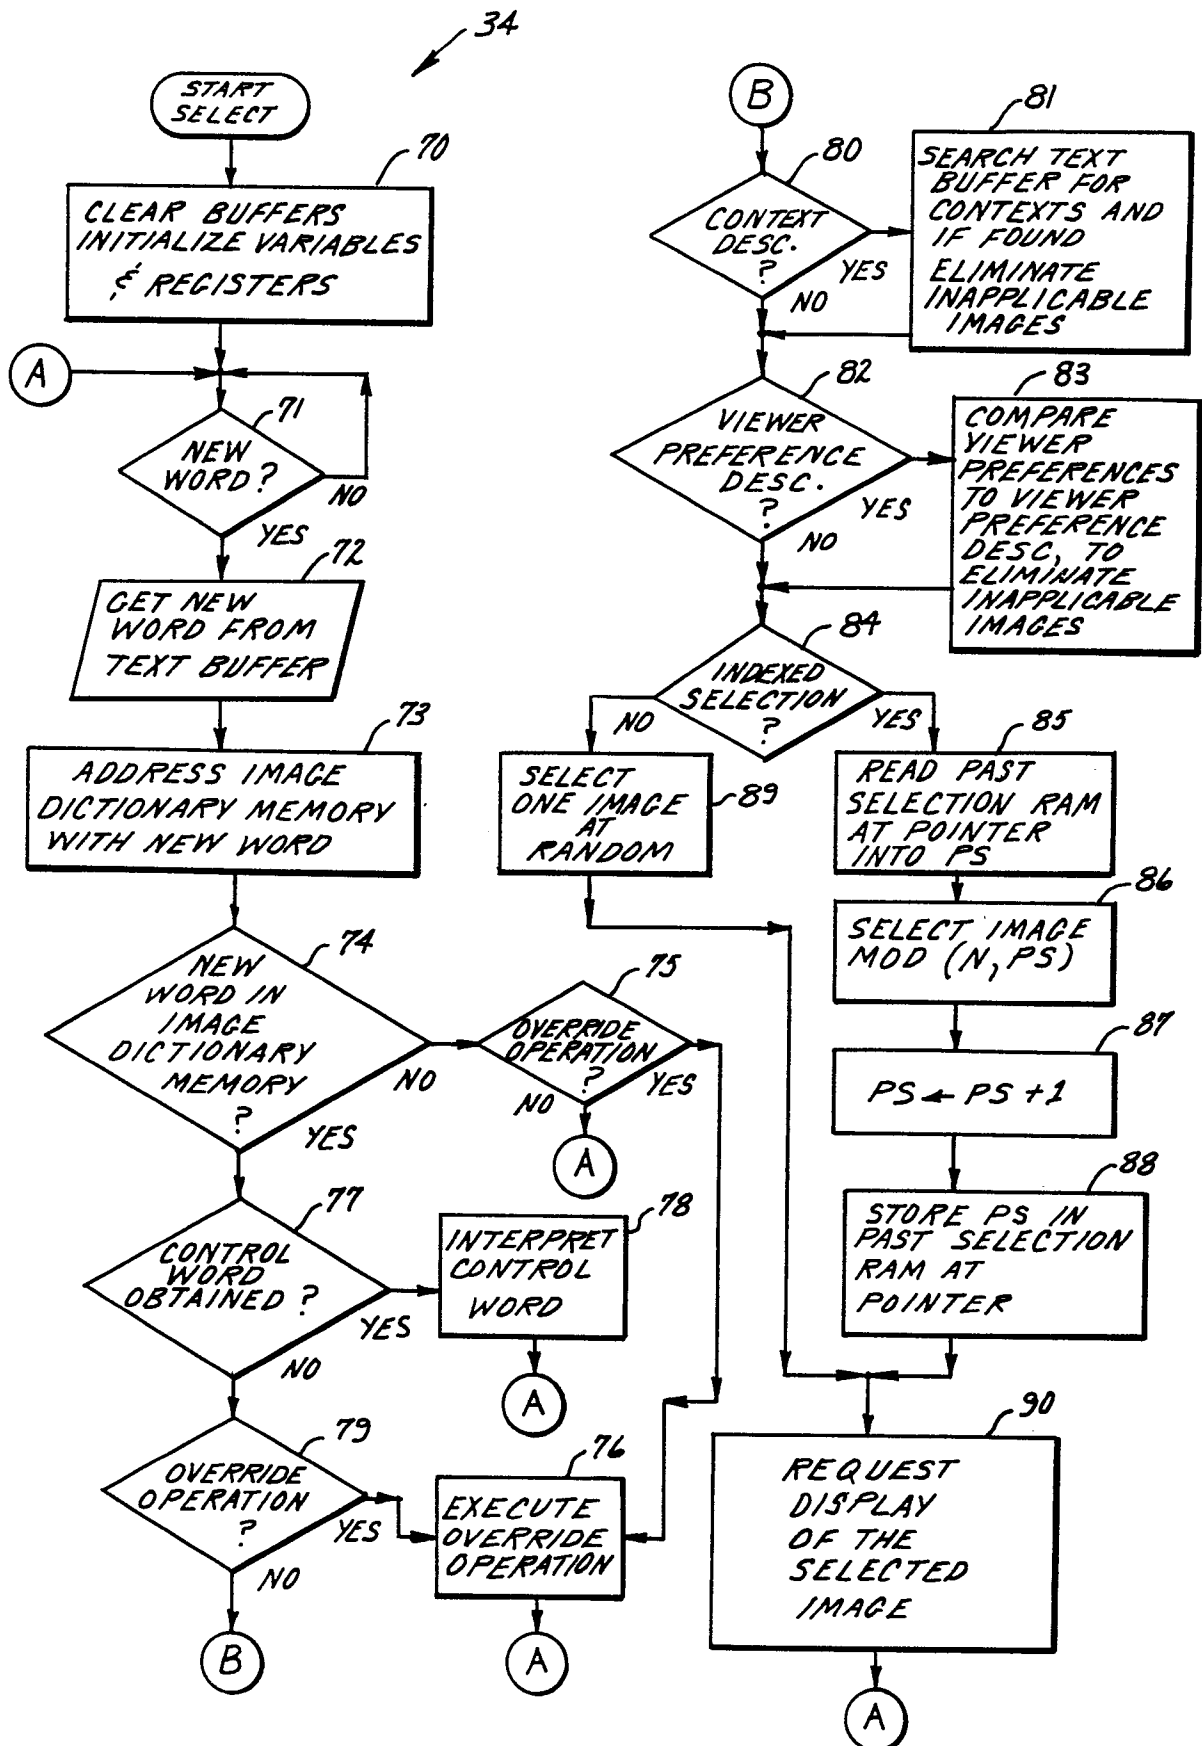 34
START
SELECT
70
CLEAR BUFFERS
INITIALIZE VARIABLES
& REGISTERS
A
71
NEW
WORD?
NO
YES
72
GET NEW
WORD FROM
TEXT BUFFER
73
ADDRESS IMAGE
DICTIONARY MEMORY
WITH NEW WORD
74
NEW
WORD IN
IMAGE
DICTIONARY
MEMORY
?
NO
YES
75
OVERRIDE
OPERATION
?
NO
YES
A
77
CONTROL
WORD
OBTAINED?
YES
NO
78
INTERPRET
CONTROL
WORD
A
79
OVERRIDE
OPERATION
?
YES
NO
76
EXECUTE
OVERRIDE
OPERATION
B
A
B
80
CONTEXT
DESC.
?
YES
NO
81
SEARCH TEXT
BUFFER FOR
CONTEXTS AND
IF FOUND
ELIMINATE
INAPPLICABLE
IMAGES
82
VIEWER
PREFERENCE
DESC.
?
YES
NO
83
COMPARE
VIEWER
PREFERENCES
TO VIEWER
PREFERENCE
DESC, TO
ELIMINATE
INAPPLICABLE
IMAGES
84
INDEXED
SELECTION
?
NO
YES
89
SELECT
ONE IMAGE
AT
RANDOM
85
READ PAST
SELECTION RAM
AT POINTER
INTO PS
86
SELECT IMAGE
MOD (N, PS)
87
PS ← PS +1
88
STORE PS IN
PAST SELECTION
RAM AT
POINTER
90
REQUEST
DISPLAY
OF THE
SELECTED
IMAGE
A